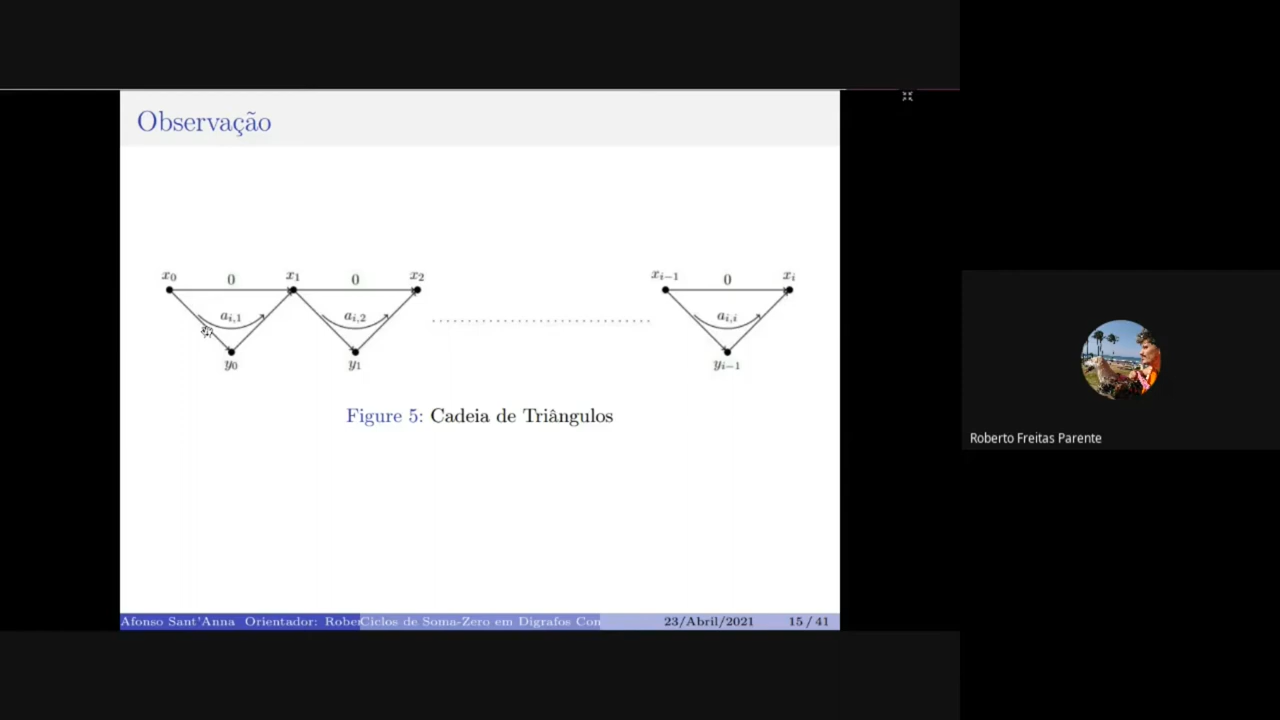 Observação
x₀ 0 x₁ 0 x₂ xᵢ₋₁ 0 xᵢ
aᵢ,₁ aᵢ,₂ aᵢ,ᵢ
y₀ y₁ yᵢ₋₁
Figure 5: Cadeia de Triângulos
Afonso Sant'Anna Orientador: Rober Ciclos de Soma-Zero em Digrafos Con 23/Abril/2021 15 / 41
Roberto Freitas Parente